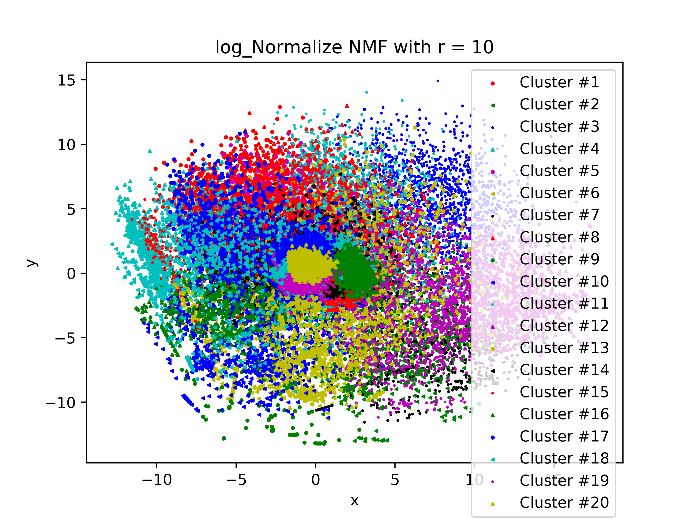 log_Normalize NMF with r = 10
15
10
5
0
−5
−10
y
−10
−5
0
5
10
x
Cluster #1
Cluster #2
Cluster #3
Cluster #4
Cluster #5
Cluster #6
Cluster #7
Cluster #8
Cluster #9
Cluster #10
Cluster #11
Cluster #12
Cluster #13
Cluster #14
Cluster #15
Cluster #16
Cluster #17
Cluster #18
Cluster #19
Cluster #20